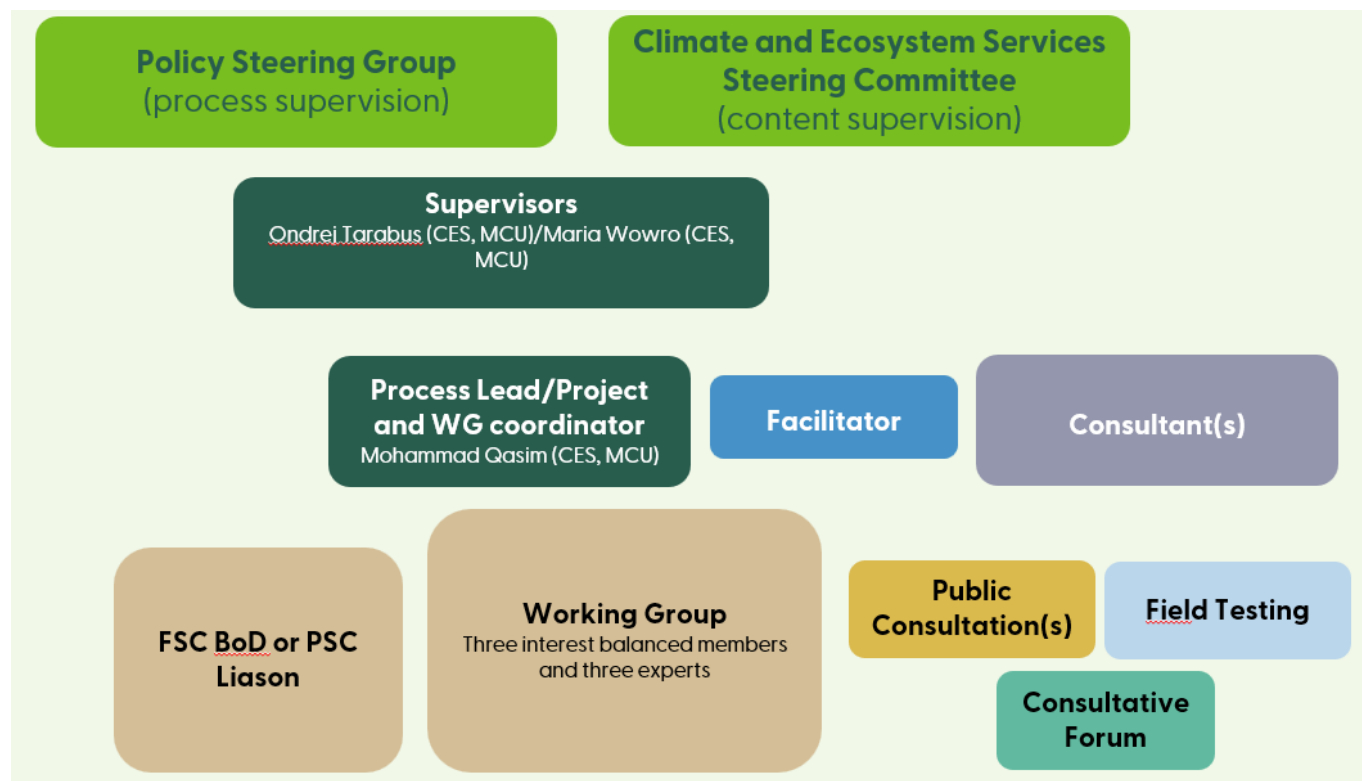 Policy Steering Group
(process supervision)
Climate and Ecosystem Services
Steering Committee
(content supervision)
Supervisors
Ondrej Tarabus (CES, MCU)/Maria Wowro (CES,
MCU)
Process Lead/Project
and WG coordinator
Mohammad Qasim (CES, MCU)
Facilitator
Consultant(s)
FSC BoD or PSC
Liason
Working Group
Three interest balanced members
and three experts
Public
Consultation(s)
Field Testing
Consultative
Forum